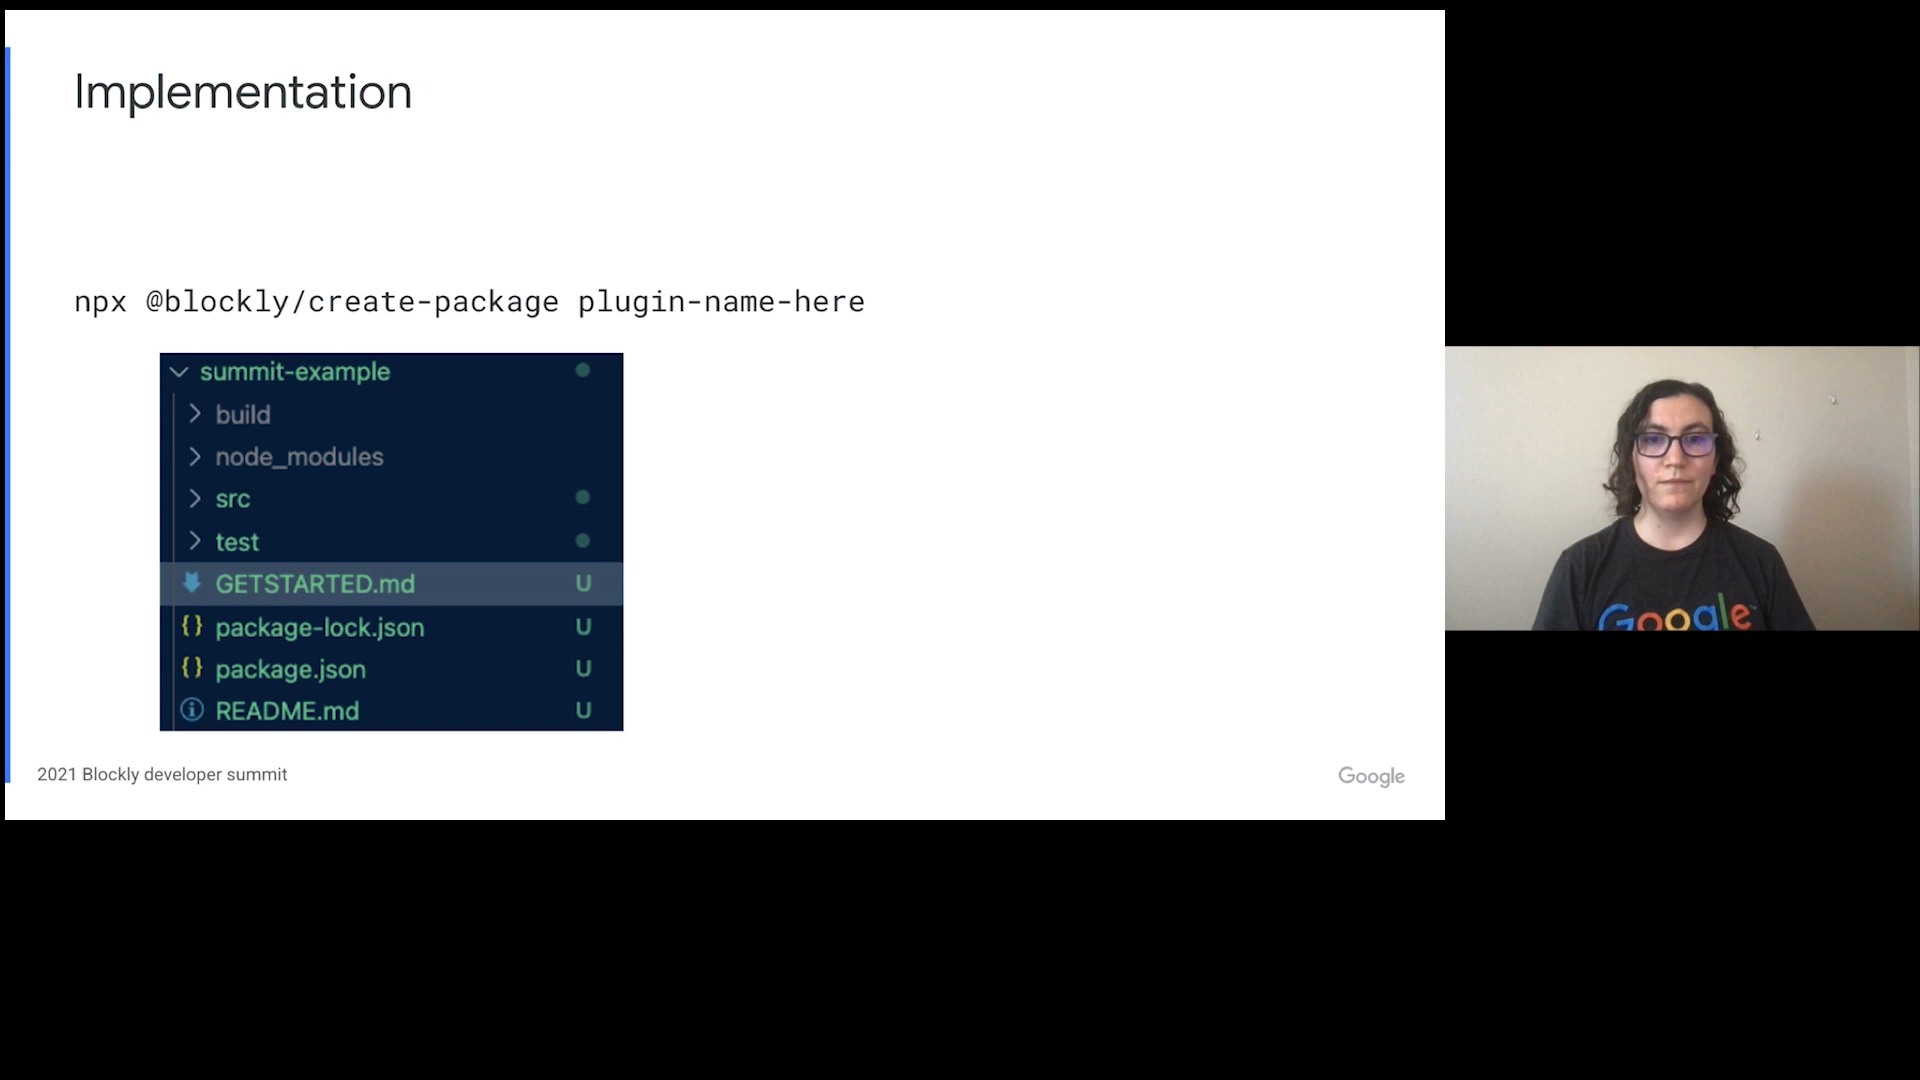 Implementation
npx @blockly/create-package plugin-name-here
summit-example
build
node_modules
src
test
GETSTARTED.md U
{} package-lock.json U
{} package.json U
README.md U
2021 Blockly developer summit
Google
Google